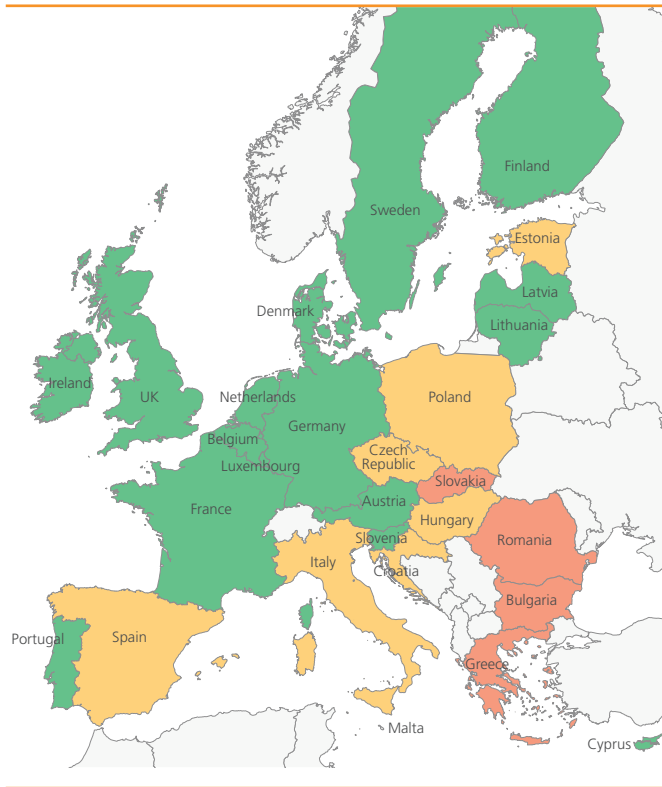 Finland
Sweden
Estonia
Latvia
Denmark
Lithuania
Ireland
UK
Netherlands
Poland
Germany
Belgium
Czech
Republic
Luxembourg
Slovakia
Austria
France
Hungary
Slovenia
Romania
Italy
Croatia
Bulgaria
Portugal
Spain
Greece
Malta
Cyprus